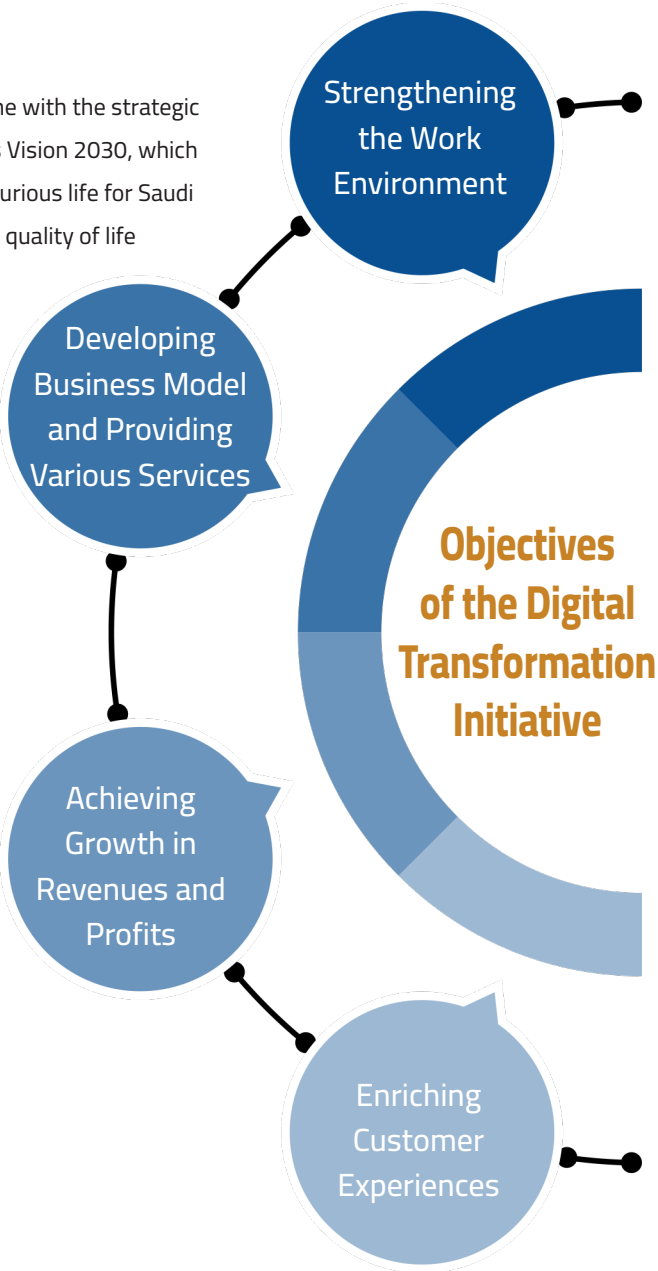 with the strategic
Vision 2030, which
life for Saudi
quality of life
Strengthening
the Work
Environment
Developing
Business Model
and Providing
Various Services
Objectives
of the Digital
Transformation
Initiative
Achieving
Growth in
Revenues and
Profits
Enriching
Customer
Experiences